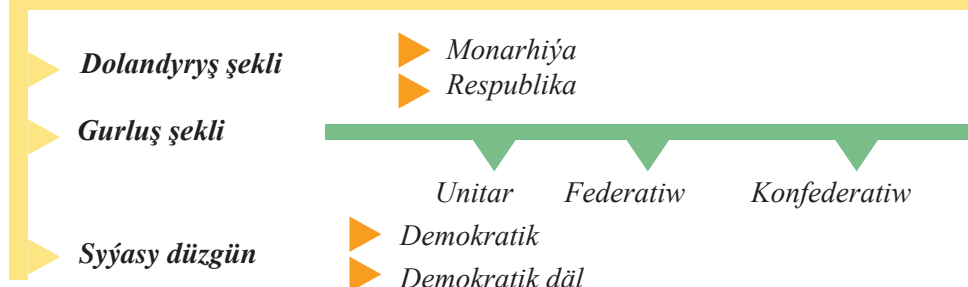 Dolandyryş şekli
Monarhiýa
Respublika
Gurluş şekli
Unitar Federatiw Konfederatiw
Syýasy düzgün
Demokratik
Demokratik däl